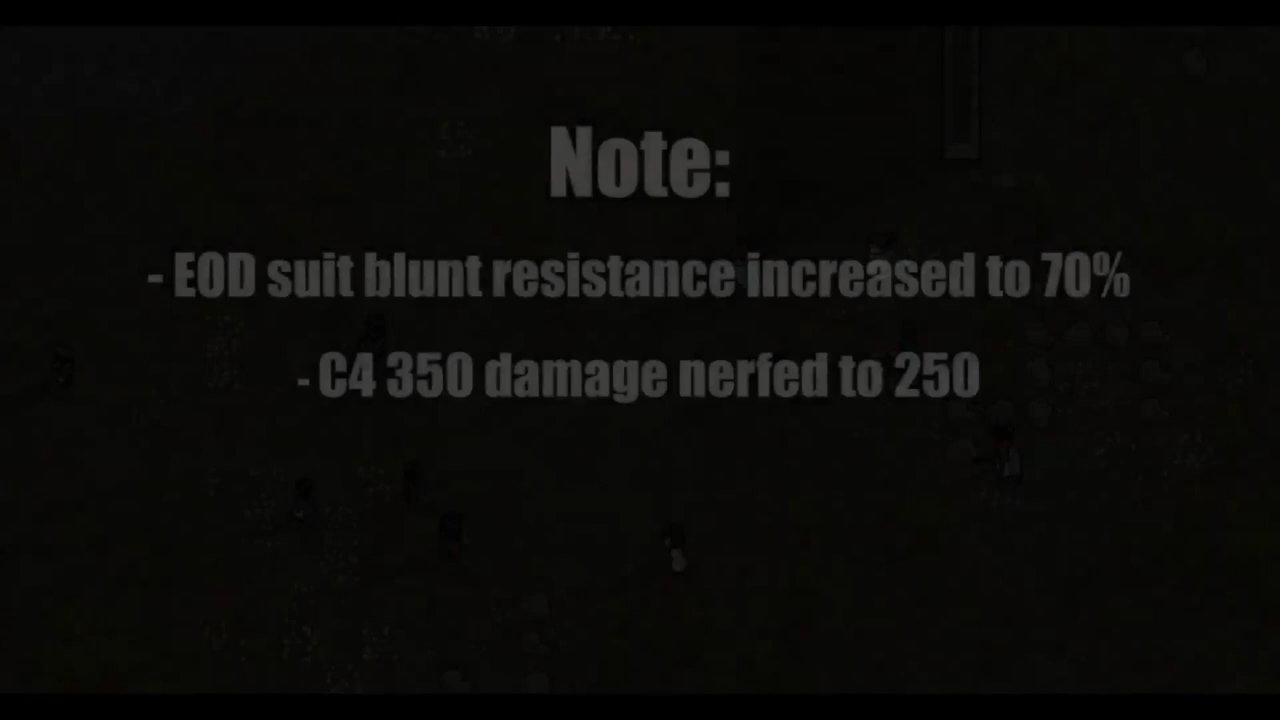 Note:
- EOD suit blunt resistance increased to 70%
- C4 350 damage nerfed to 250